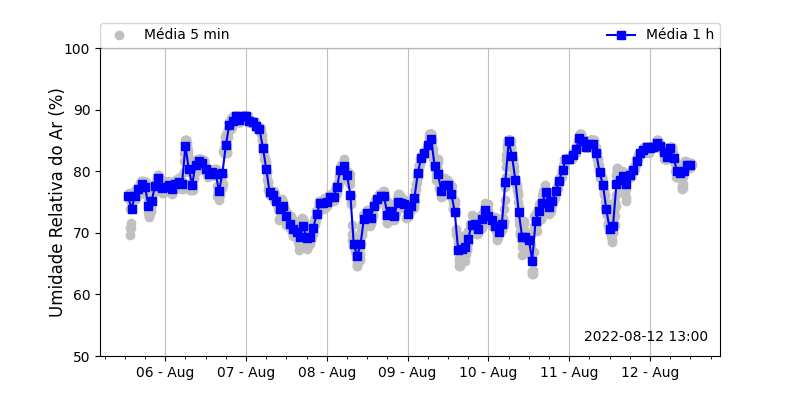 Média 5 min
Média 1 h
Umidade Relativa do Ar (%)
100
90
80
70
60
50
2022-08-12 13:00
06 - Aug
07 - Aug
08 - Aug
09 - Aug
10 - Aug
11 - Aug
12 - Aug